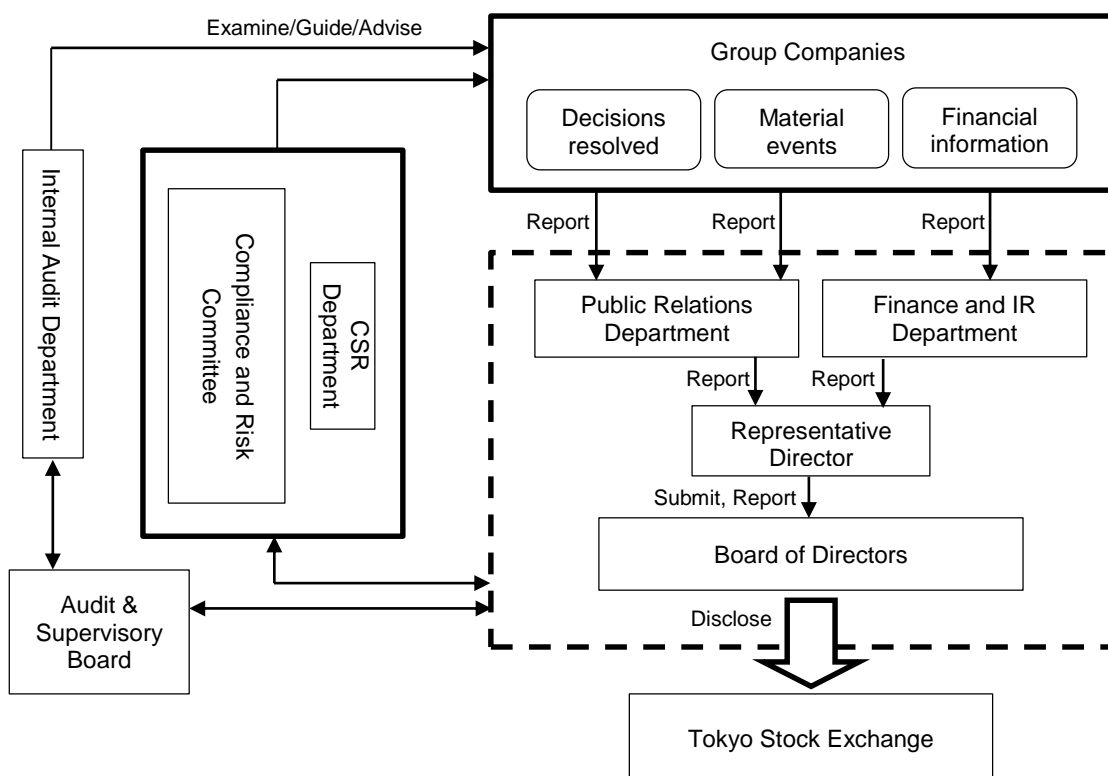 Examine/Guide/Advise
Group Companies
Decisions
resolved
Material
events
Financial
information
Internal Audit Department
Compliance and Risk
Committee
CSR
Department
Report
Report
Report
Public Relations
Department
Finance and IR
Department
Report
Report
Representative
Director
Submit, Report
Board of Directors
Audit &
Supervisory
Board
Disclose
Tokyo Stock Exchange